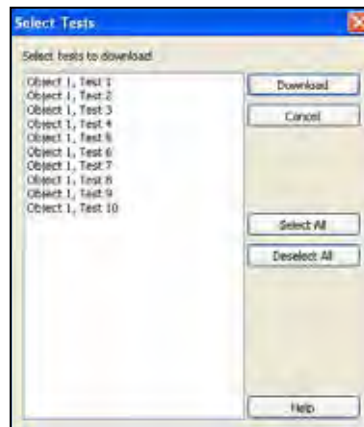 Select Tests
Select tests to download
Object 1, Test 1
Object 1, Test 2
Object 1, Test 3
Object 1, Test 4
Object 1, Test 5
Object 1, Test 6
Object 1, Test 7
Object 1, Test 8
Object 1, Test 9
Object 1, Test 10
Download
Cancel
Select All
Deselect All
Help